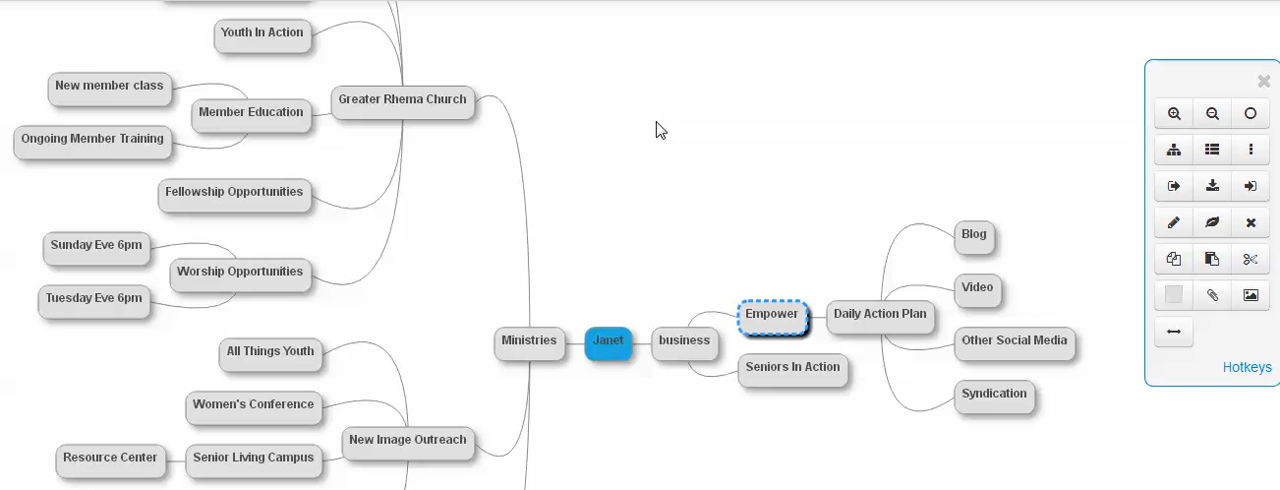 Youth In Action
New member class
Member Education
Greater Rhema Church
Ongoing Member Training
Fellowship Opportunities
Sunday Eve 6pm
Worship Opportunities
Tuesday Eve 6pm
Blog
Video
Empower
Daily Action Plan
Ministries
Janet
business
Other Social Media
All Things Youth
Seniors In Action
Syndication
Women's Conference
New Image Outreach
Resource Center
Senior Living Campus
Hotkeys